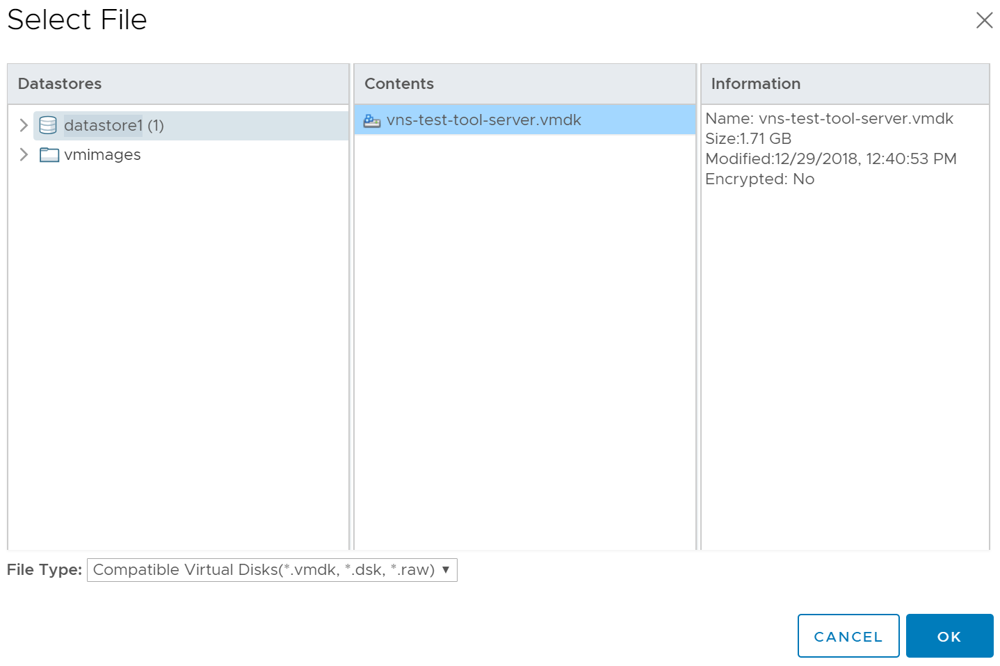 Select File
Datastores
datastore1 (1)
vmimages
Contents
vns-test-tool-server.vmdk
Information
Name: vns-test-tool-server.vmdk
Size:1.71 GB
Modified:12/29/2018, 12:40:53 PM
Encrypted: No
File Type: Compatible Virtual Disks(*.vmdk, *.dsk, *.raw)
CANCEL
OK